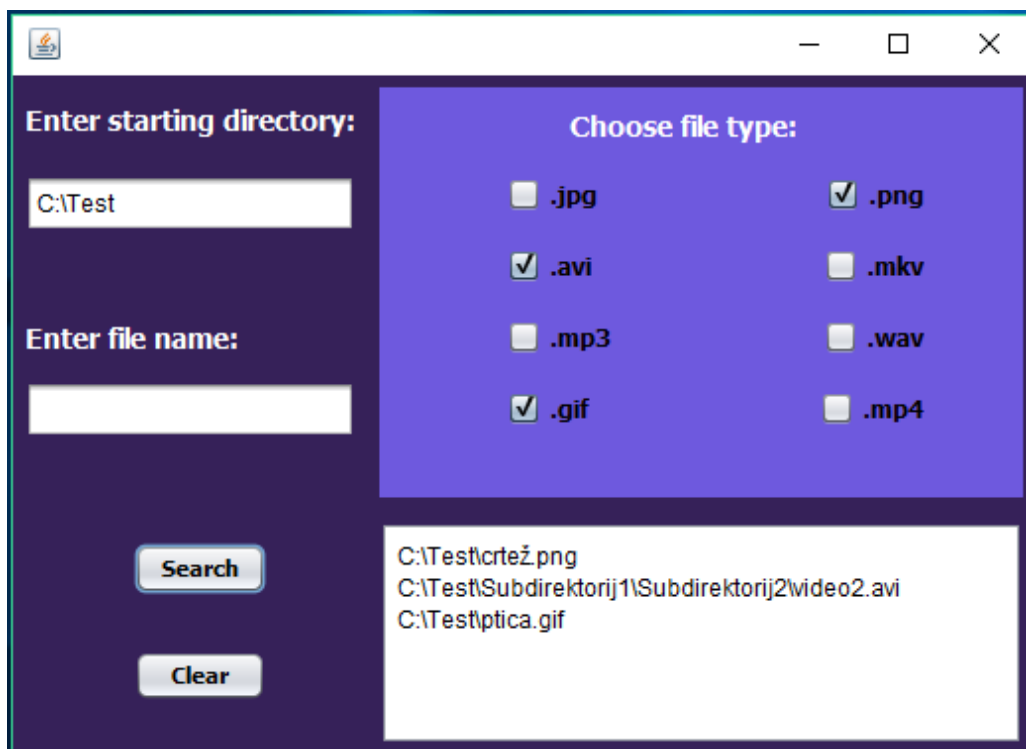 Enter starting directory:
C:\Test
Enter file name:
Search
Clear
Choose file type:
.jpg
.png
.avi
.mkv
.mp3
.wav
.gif
.mp4
C:\Test\crtež.png
C:\Test\Subdirektorij1\Subdirektorij2\video2.avi
C:\Test\ptica.gif